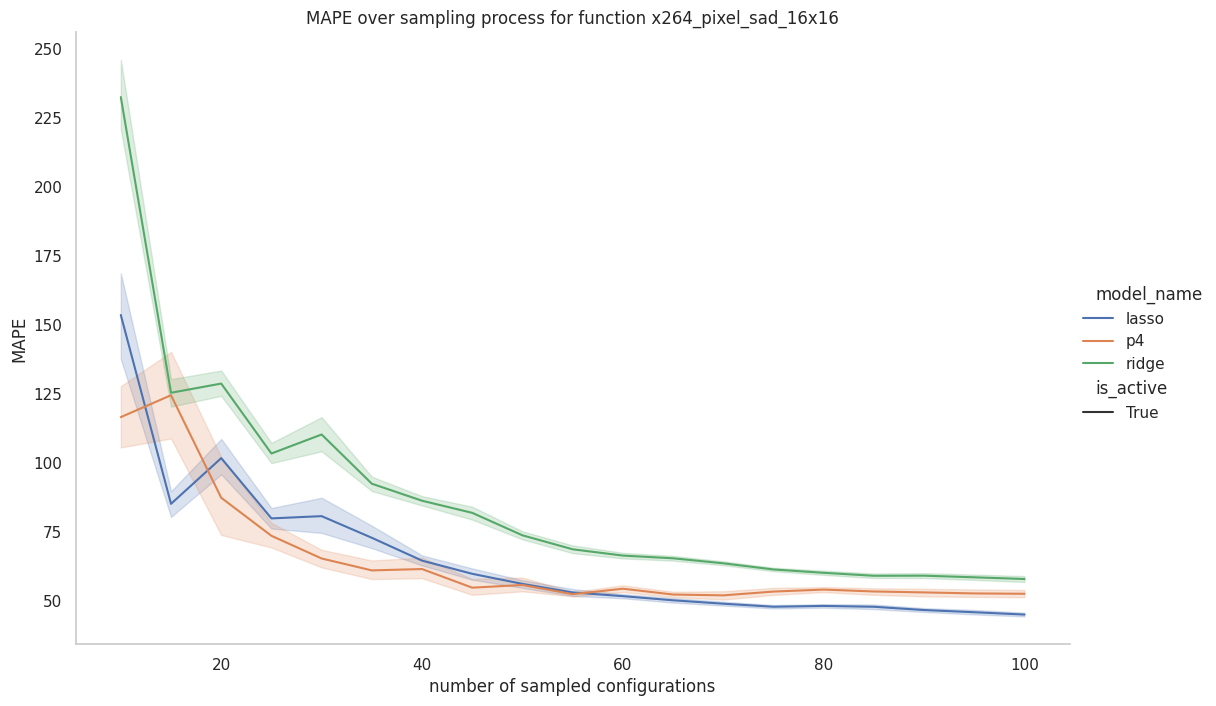 MAPE over sampling process for function x264_pixel_sad_16x16
250
225
200
175
150
125
100
75
50
MAPE
20
40
60
80
100
number of sampled configurations
model_name
lasso
p4
ridge
is_active
True